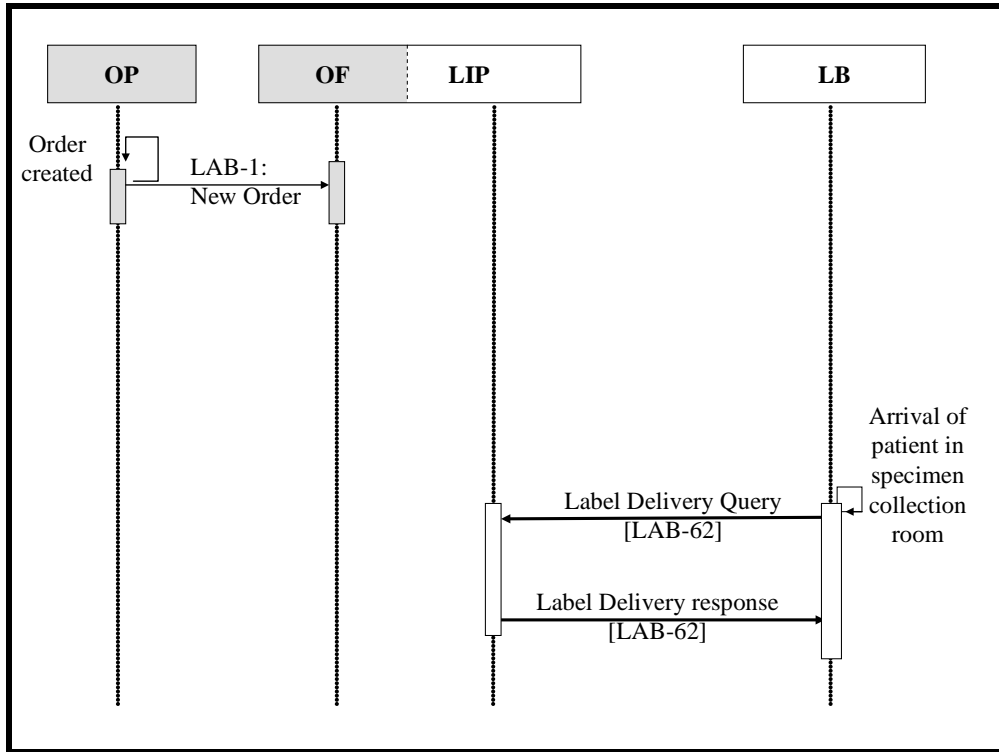 OP
OF
LIP
LB
Order
created
LAB-1:
New Order
Arrival of
patient in
specimen
collection
room
Label Delivery Query
[LAB-62]
Label Delivery response
[LAB-62]